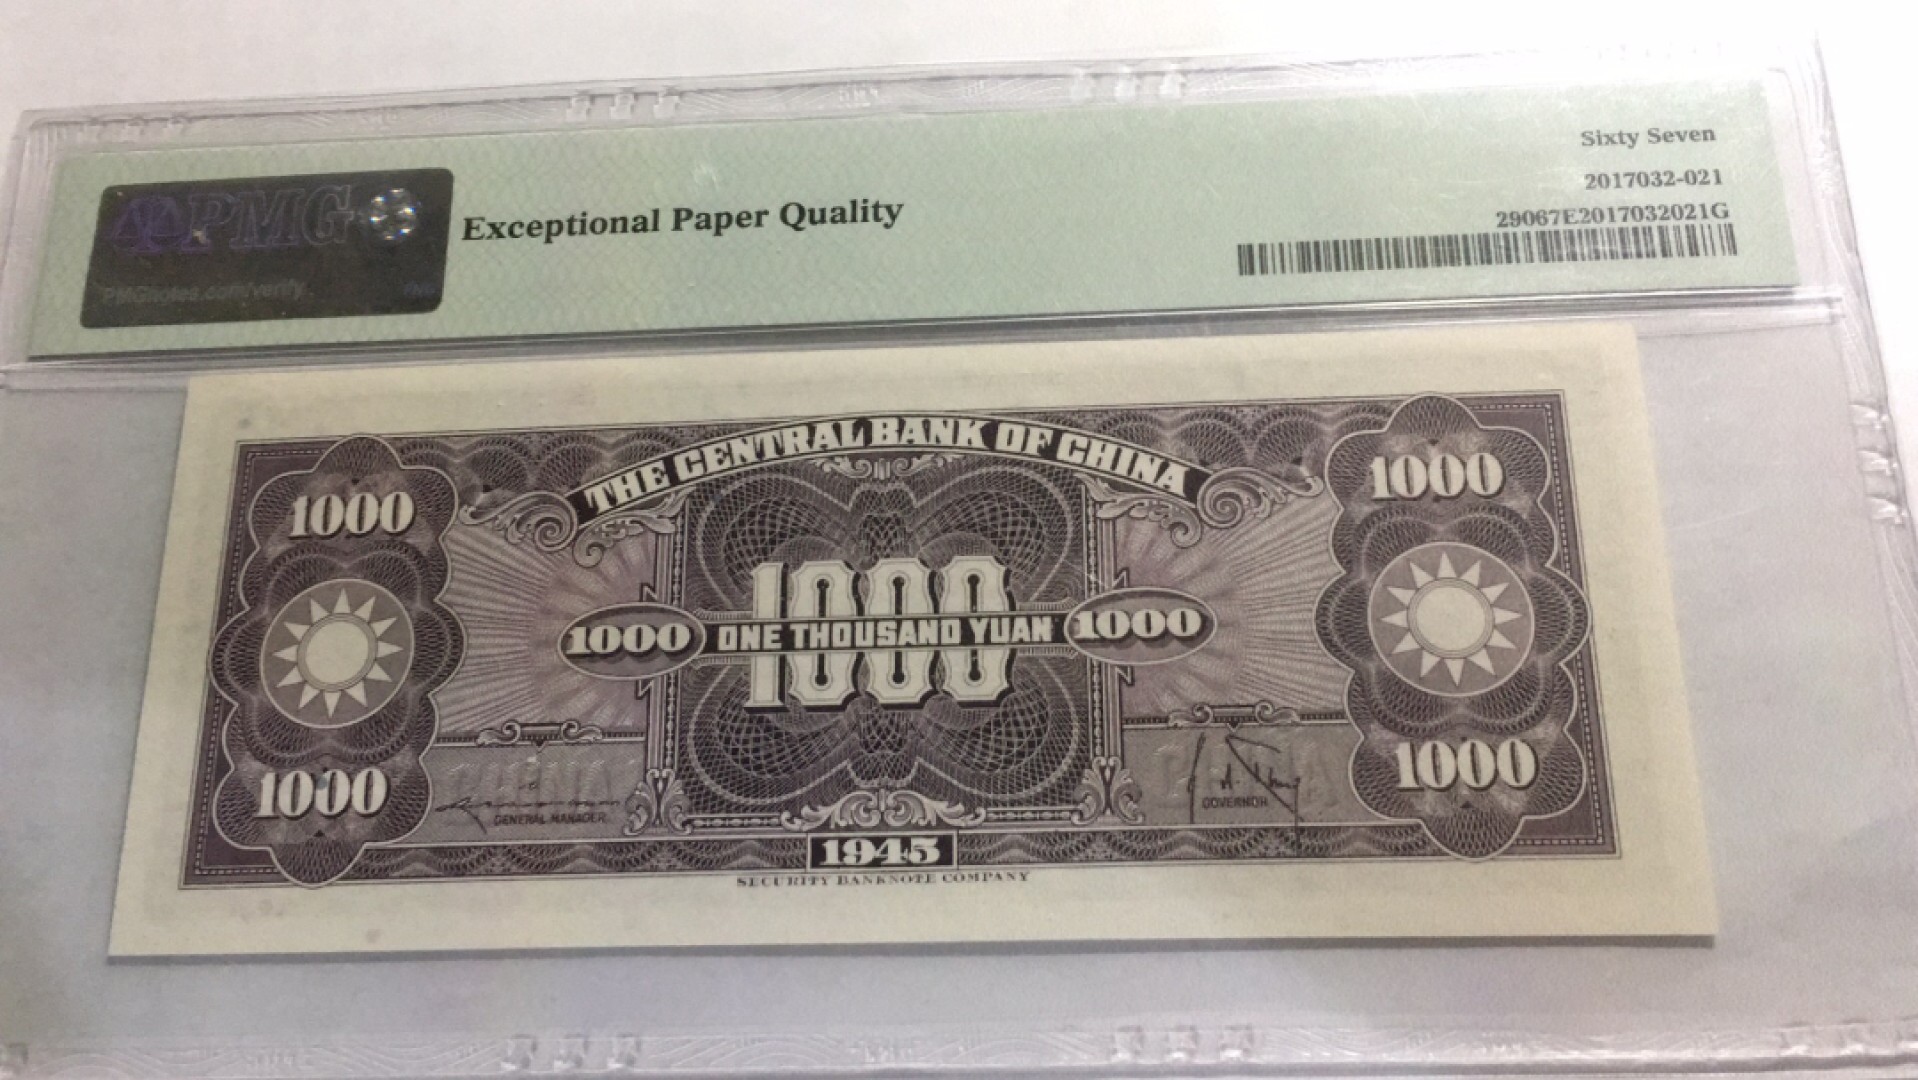 Sixty Seven
2017032-021
29067E2017032021G
PMG
PMGnotes.com/verify
Exceptional Paper Quality
THE CENTRAL BANK OF CHINA
1000 1000
1000
1000 ONE THOUSAND YUAN 1000
1000 1000
GENERAL MANAGER
GOVERNOR
1945
SECURITY BANKNOTE COMPANY